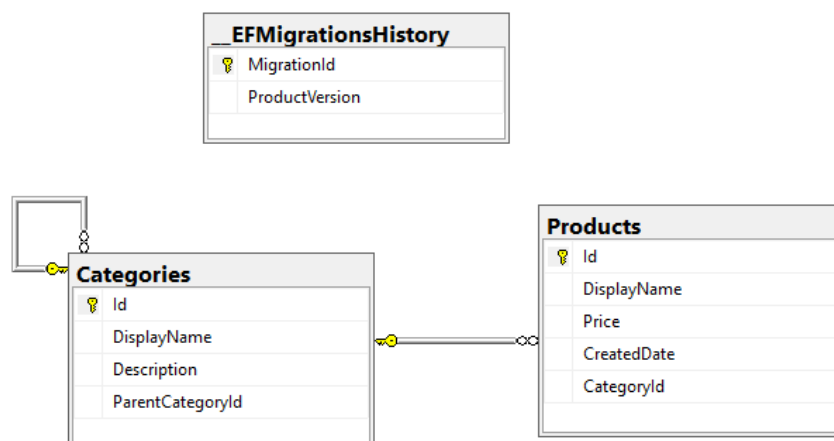 __EFMigrationsHistory
MigrationId
ProductVersion
Categories
Id
DisplayName
Description
ParentCategoryId
Products
Id
DisplayName
Price
CreatedDate
CategoryId